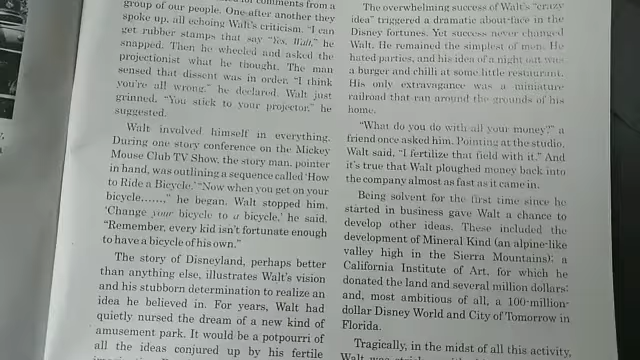 for comments from a
group of our people. One after another they
spoke up, all echoing Walt's criticism. "I can
get rubber stamps that say "Yes, Walt," he
snapped. Then he wheeled and asked the
projectionist what he thought. The man
sensed that dissent was in order. "I think
you're all wrong." he declared. Walt just
grinned, "You stick to your projector," he
suggested.
Walt involved himself in everything.
During one story conference on the Mickey
Mouse Club TV Show, the story man, pointer
in hand, was outlining a sequence called 'How
to Ride a Bicycle.' "Now when you get on your
bicycle......." he began. Walt stopped him.
'Change your bicycle to a bicycle,' he said.
"Remember, every kid isn't fortunate enough
to have a bicycle of his own."
The story of Disneyland, perhaps better
than anything else, illustrates Walt's vision
and his stubborn determination to realize an
idea he believed in. For years, Walt had
quietly nursed the dream of a new kind of
amusement park. It would be a potpourri of
all the ideas conjured up by his fertile
The overwhelming success of Walt's "crazy
idea" triggered a dramatic about-face in the
Disney fortunes. Yet success never changed
Walt. He remained the simplest of men. He
hated parties, and his idea of a night out was
a burger and chilli at some little restaurant.
His only extravagance was a miniature
railroad that ran around the grounds of his
home.
"What do you do with all your money?" a
friend once asked him. Pointing at the studio,
Walt said, "I fertilize that field with it." And
it's true that Walt ploughed money back into
the company almost as fast as it came in.
Being solvent for the first time since he
started in business gave Walt a chance to
develop other ideas. These included the
development of Mineral Kind (an alpine-like
valley high in the Sierra Mountains); a
California Institute of Art, for which he
donated the land and several million dollars;
and, most ambitious of all, a 100-million-
dollar Disney World and City of Tomorrow in
Florida.
Tragically, in the midst of all this activity,
Walt was